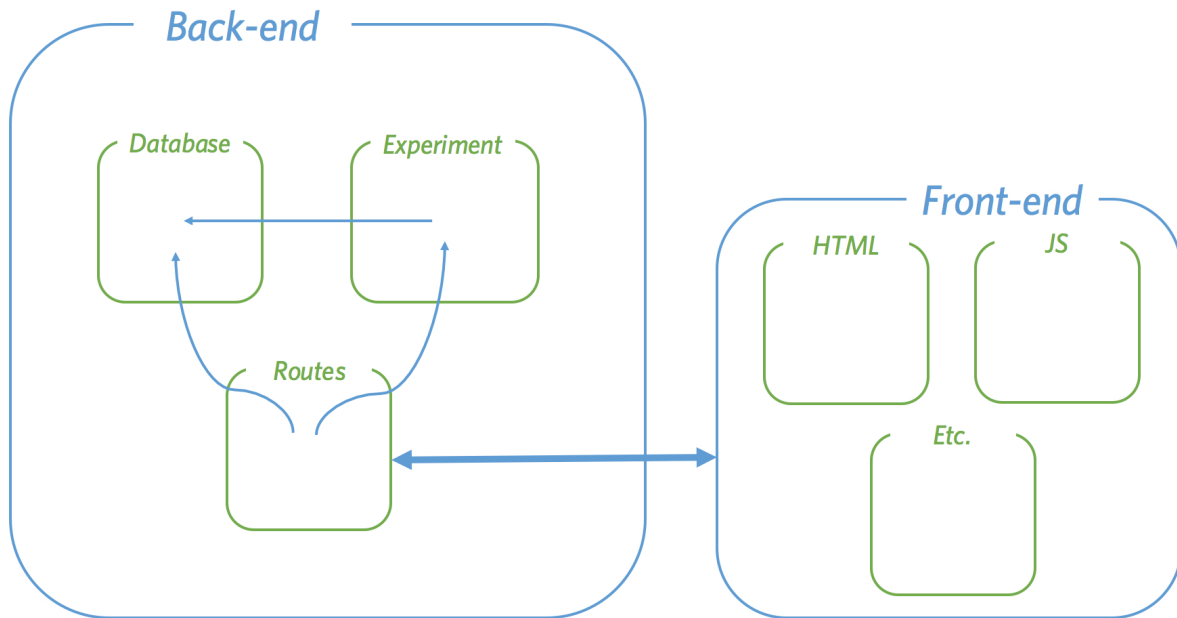 Back-end
Database
Experiment
Routes
Front-end
HTML
JS
Etc.